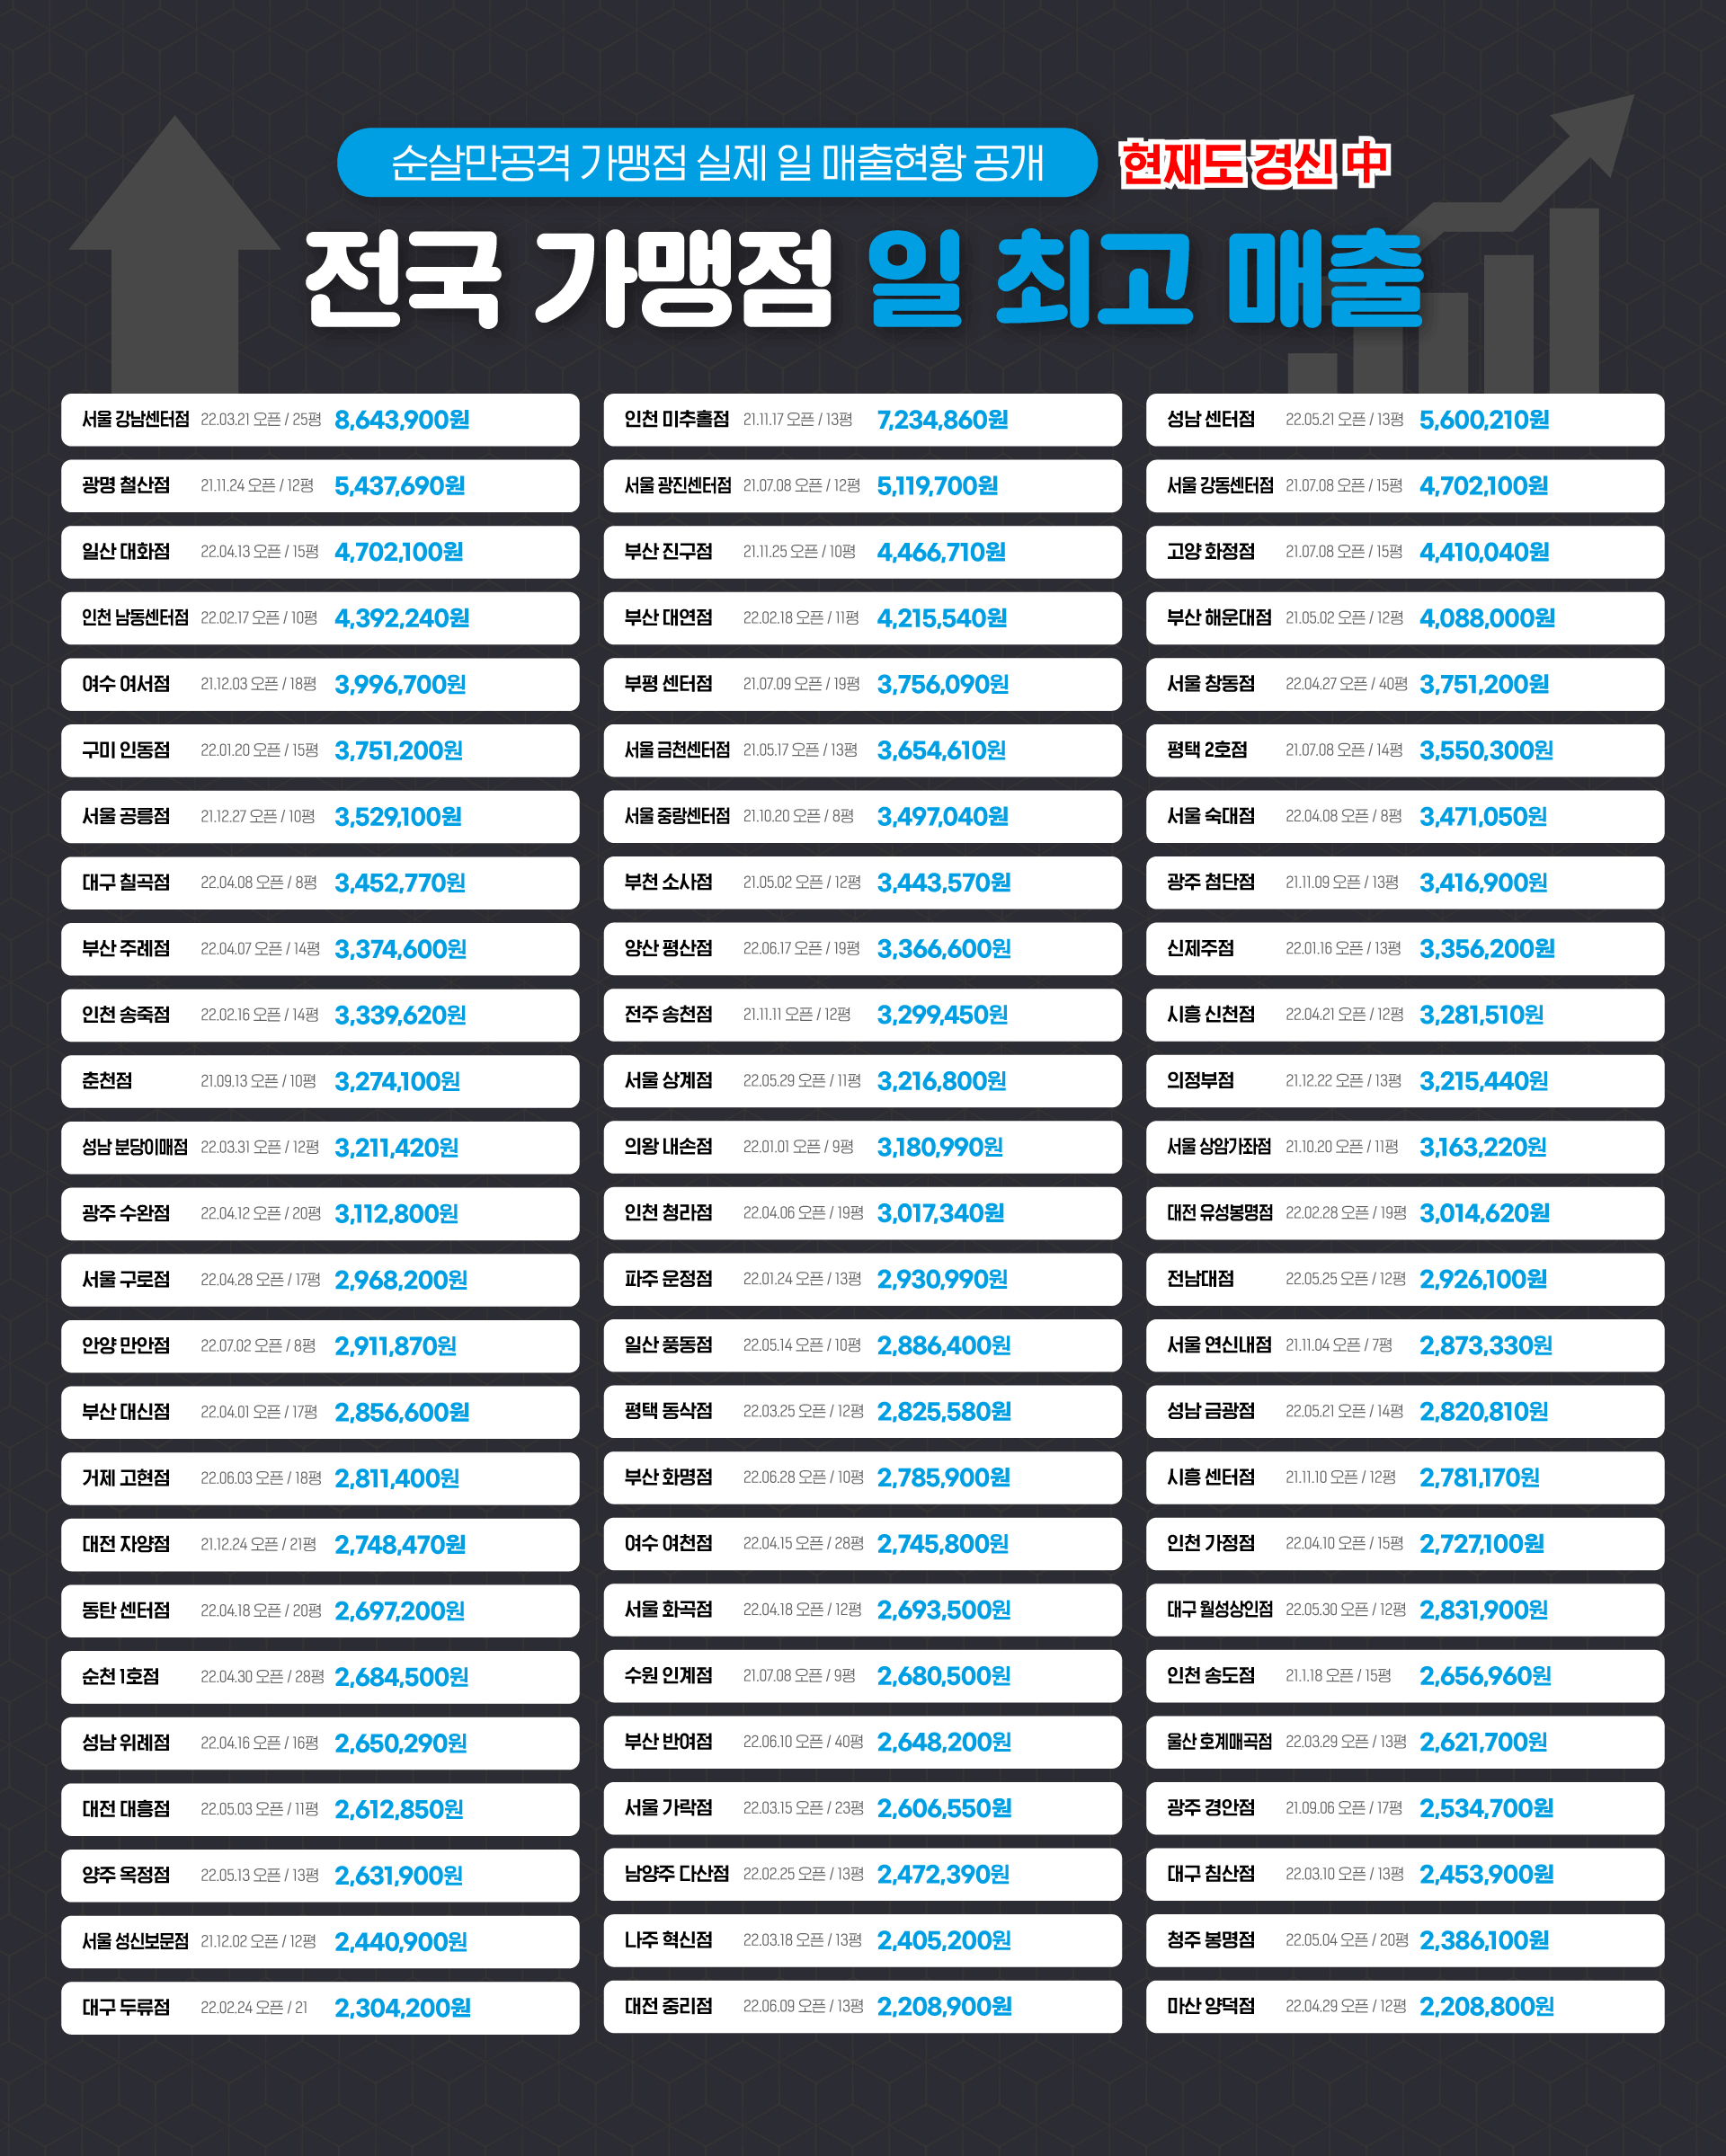 순살만공격 가맹점 실제 일 매출현황 공개 현재도 경신 中
전국 가맹점 일 최고 매출
서울 강남센터점 22.03.21 오픈 / 25평 8,643,900원
인천 미추홀점 21.11.17 오픈 / 13평 7,234,860원
성남 센터점 22.05.21 오픈 / 13평 5,600,210원
광명 철산점 21.11.24 오픈 / 12평 5,437,690원
서울 광진센터점 21.07.08 오픈 / 12평 5,119,700원
서울 강동센터점 21.07.08 오픈 / 15평 4,702,100원
일산 대화점 22.04.13 오픈 / 15평 4,702,100원
부산 진구점 21.11.25 오픈 / 10평 4,466,710원
고양 화정점 21.07.08 오픈 / 15평 4,410,040원
인천 남동센터점 22.02.17 오픈 / 10평 4,392,240원
부산 대연점 22.02.18 오픈 / 11평 4,215,540원
부산 해운대점 21.05.02 오픈 / 12평 4,088,000원
여수 여서점 21.12.03 오픈 / 18평 3,996,700원
부평 센터점 21.07.09 오픈 / 19평 3,756,090원
서울 창동점 22.04.27 오픈 / 40평 3,751,200원
구미 인동점 22.01.20 오픈 / 15평 3,751,200원
서울 금천센터점 21.05.17 오픈 / 13평 3,654,610원
평택 2호점 21.07.08 오픈 / 14평 3,550,300원
서울 공릉점 21.12.27 오픈 / 10평 3,529,100원
서울 중랑센터점 21.10.20 오픈 / 8평 3,497,040원
서울 숙대점 22.04.08 오픈 / 8평 3,471,050원
대구 칠곡점 22.04.08 오픈 / 8평 3,452,770원
부천 소사점 21.05.02 오픈 / 12평 3,443,570원
광주 첨단점 21.11.09 오픈 / 13평 3,416,900원
부산 주례점 22.04.07 오픈 / 14평 3,374,600원
양산 평산점 22.06.17 오픈 / 19평 3,366,600원
신제주점 22.01.16 오픈 / 13평 3,356,200원
인천 송죽점 22.02.16 오픈 / 14평 3,339,620원
전주 송천점 21.11.11 오픈 / 12평 3,299,450원
시흥 신천점 22.04.21 오픈 / 12평 3,281,510원
춘천점 21.09.13 오픈 / 10평 3,274,100원
서울 상계점 22.05.29 오픈 / 11평 3,216,800원
의정부점 21.12.22 오픈 / 13평 3,215,440원
성남 분당이매점 22.03.31 오픈 / 12평 3,211,420원
의왕 내손점 22.01.01 오픈 / 9평 3,180,990원
서울 상암가좌점 21.10.20 오픈 / 11평 3,163,220원
광주 수완점 22.04.12 오픈 / 20평 3,112,800원
인천 청라점 22.04.06 오픈 / 19평 3,017,340원
대전 유성봉명점 22.02.28 오픈 / 19평 3,014,620원
서울 구로점 22.04.28 오픈 / 17평 2,968,200원
파주 운정점 22.01.24 오픈 / 13평 2,930,990원
전남대점 22.05.25 오픈 / 12평 2,926,100원
안양 만안점 22.07.02 오픈 / 8평 2,911,870원
일산 풍동점 22.05.14 오픈 / 10평 2,886,400원
서울 연신내점 21.11.04 오픈 / 7평 2,873,330원
부산 대신점 22.04.01 오픈 / 17평 2,856,600원
평택 동삭점 22.03.25 오픈 / 12평 2,825,580원
성남 금광점 22.05.21 오픈 / 14평 2,820,810원
거제 고현점 22.06.03 오픈 / 18평 2,811,400원
부산 화명점 22.06.28 오픈 / 10평 2,785,900원
시흥 센터점 21.11.10 오픈 / 12평 2,781,170원
대전 자양점 21.12.24 오픈 / 21평 2,748,470원
여수 여천점 22.04.15 오픈 / 28평 2,745,800원
인천 가정점 22.04.10 오픈 / 15평 2,727,100원
동탄 센터점 22.04.18 오픈 / 20평 2,697,200원
서울 화곡점 22.04.18 오픈 / 12평 2,693,500원
대구 월성상인점 22.05.30 오픈 / 12평 2,831,900원
순천 1호점 22.04.30 오픈 / 28평 2,684,500원
수원 인계점 21.07.08 오픈 / 9평 2,680,500원
인천 송도점 21.1.18 오픈 / 15평 2,656,960원
성남 위례점 22.04.16 오픈 / 16평 2,650,290원
부산 반여점 22.06.10 오픈 / 40평 2,648,200원
울산 호계매곡점 22.03.29 오픈 / 13평 2,621,700원
대전 대흥점 22.05.03 오픈 / 11평 2,612,850원
서울 가락점 22.03.15 오픈 / 23평 2,606,550원
광주 경안점 21.09.06 오픈 / 17평 2,534,700원
양주 옥정점 22.05.13 오픈 / 13평 2,631,900원
남양주 다산점 22.02.25 오픈 / 13평 2,472,390원
대구 침산점 22.03.10 오픈 / 13평 2,453,900원
서울 성신보문점 21.12.02 오픈 / 12평 2,440,900원
나주 혁신점 22.03.18 오픈 / 13평 2,405,200원
청주 봉명점 22.05.04 오픈 / 20평 2,386,100원
대구 두류점 22.02.24 오픈 / 21 2,304,200원
대전 중리점 22.06.09 오픈 / 13평 2,208,900원
마산 양덕점 22.04.29 오픈 / 12평 2,208,800원